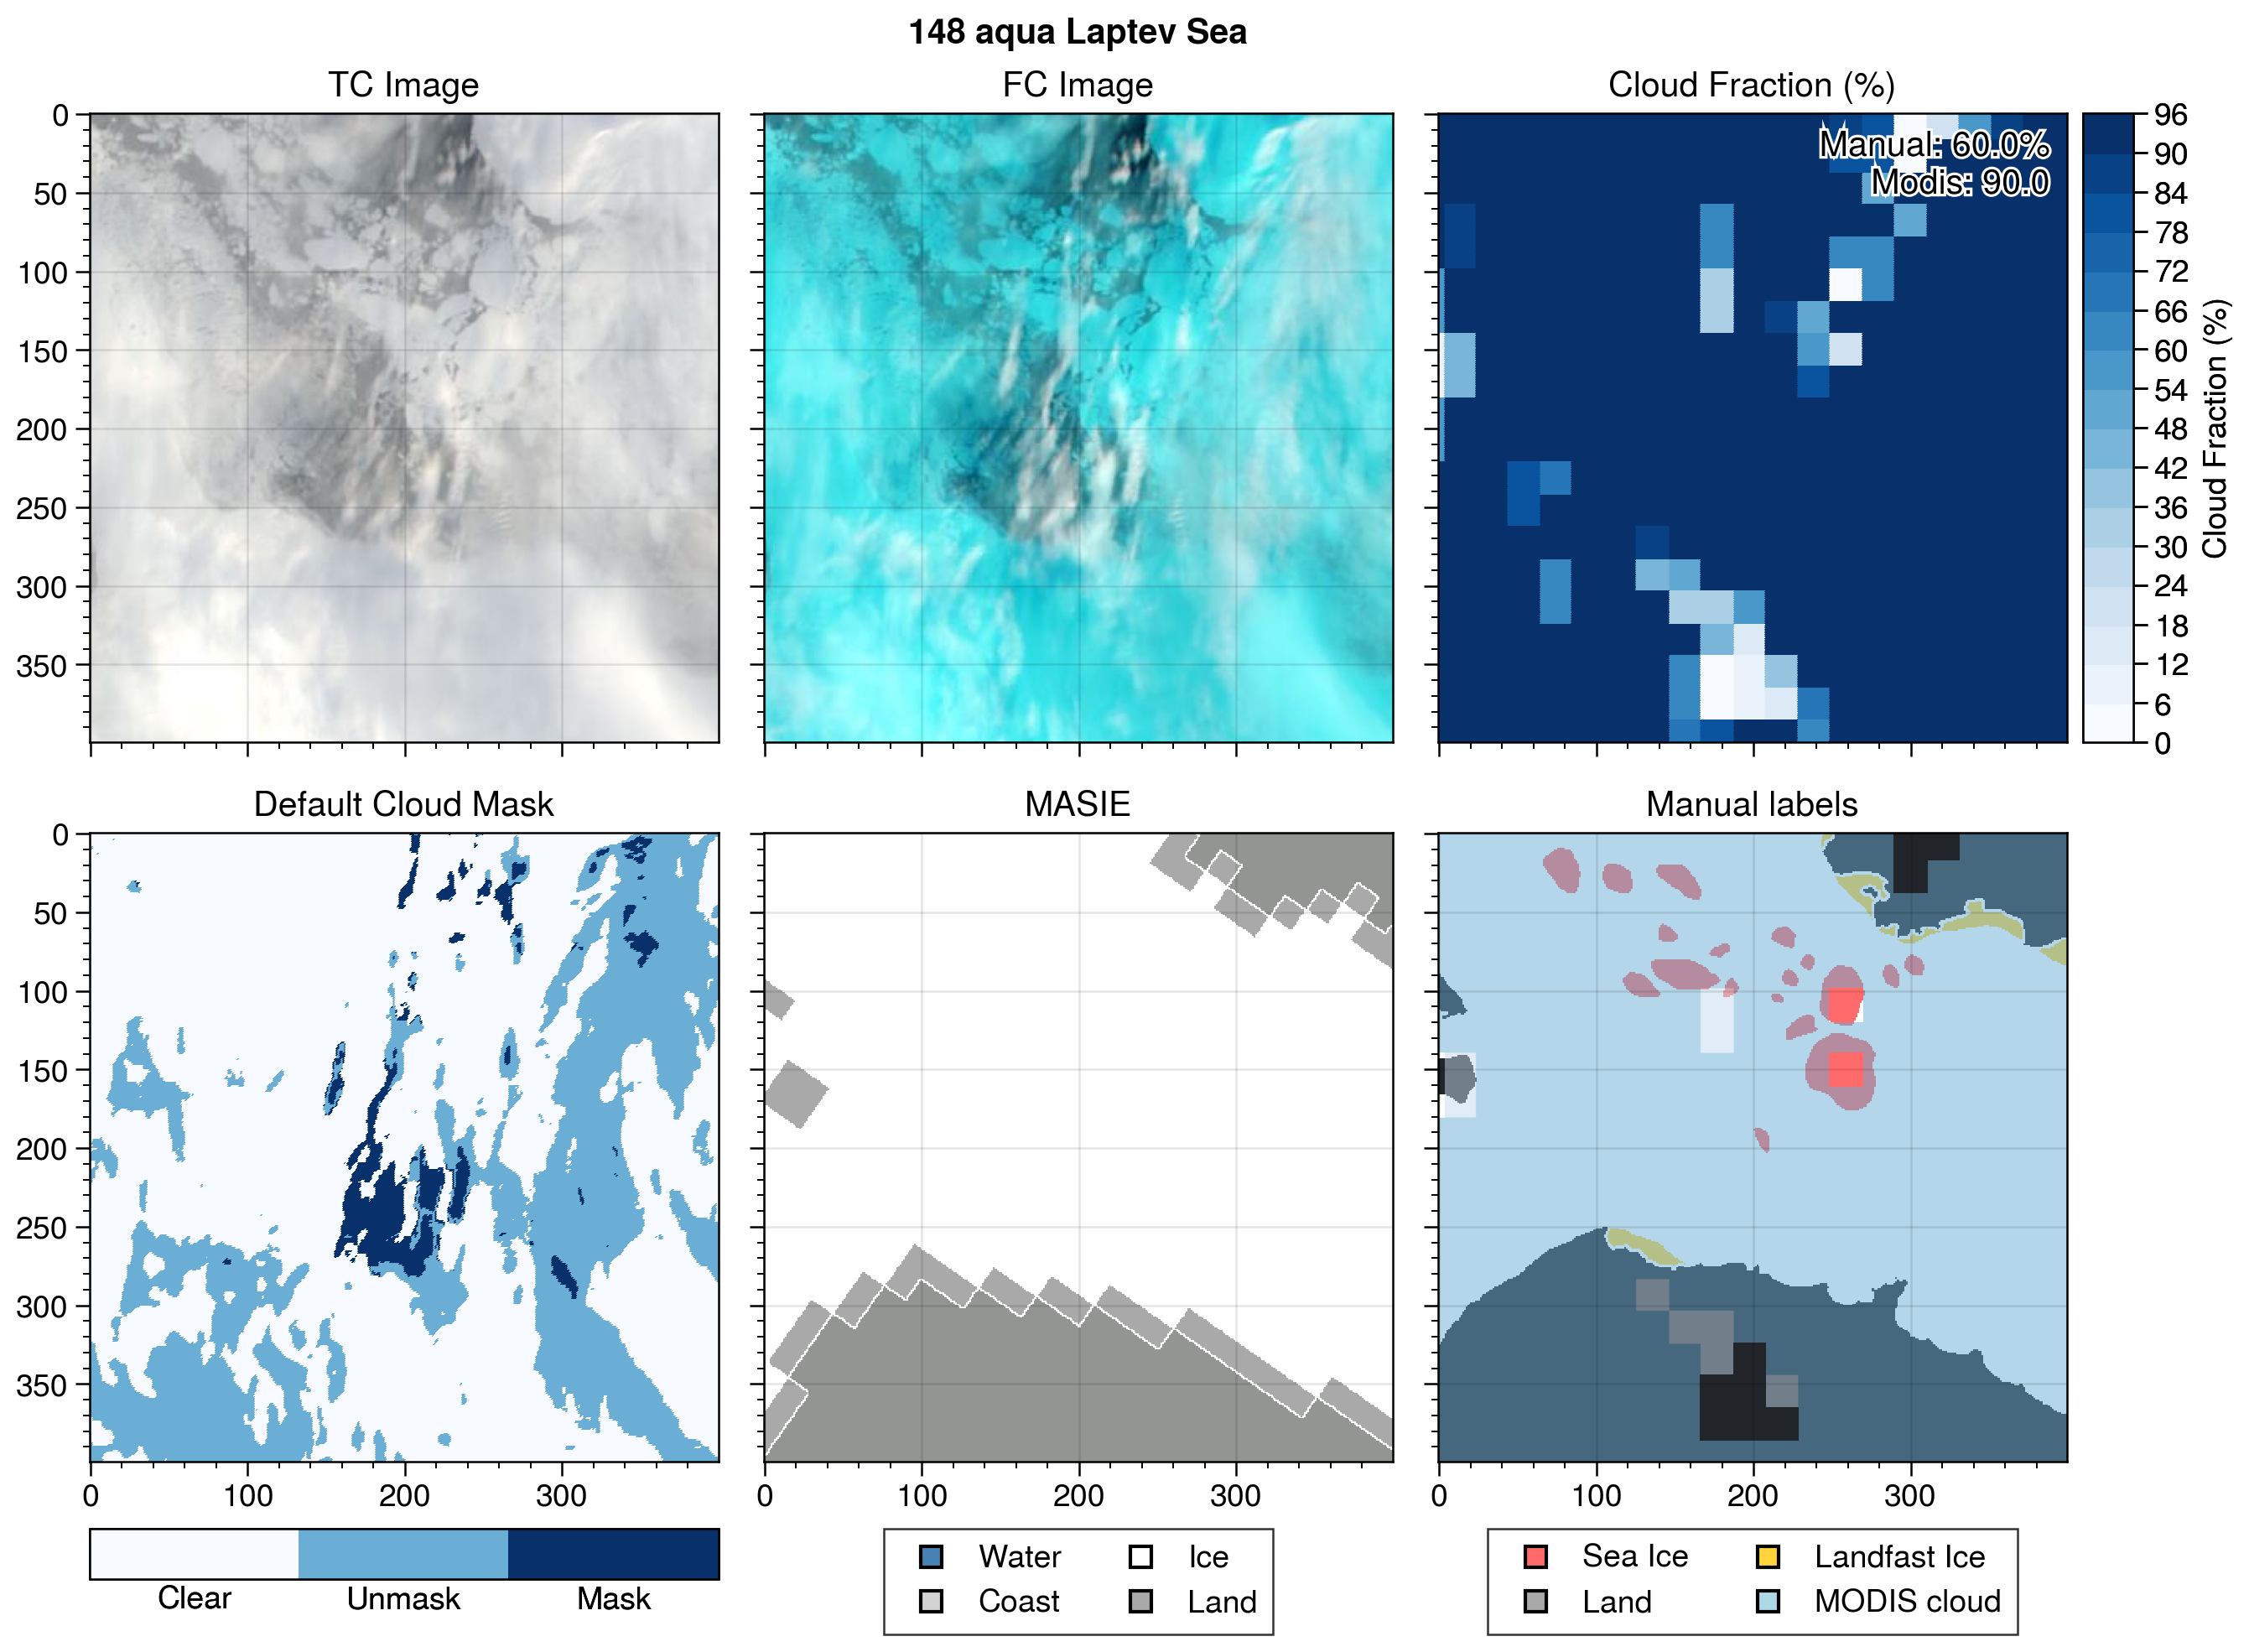 148 aqua Laptev Sea
TC Image
FC Image
Cloud Fraction (%)
0
50
100
150
200
250
300
350
Manual: 60.0%
Modis: 90.0
96
90
84
78
72
66
60
54
48
42
36
30
24
18
12
6
0
Cloud Fraction (%)
Default Cloud Mask
MASIE
Manual labels
0
50
100
150
200
250
300
350
0 100 200 300
0 100 200 300
0 100 200 300
Clear Unmask Mask
Water Ice
Coast Land
Sea Ice Landfast Ice
Land MODIS cloud